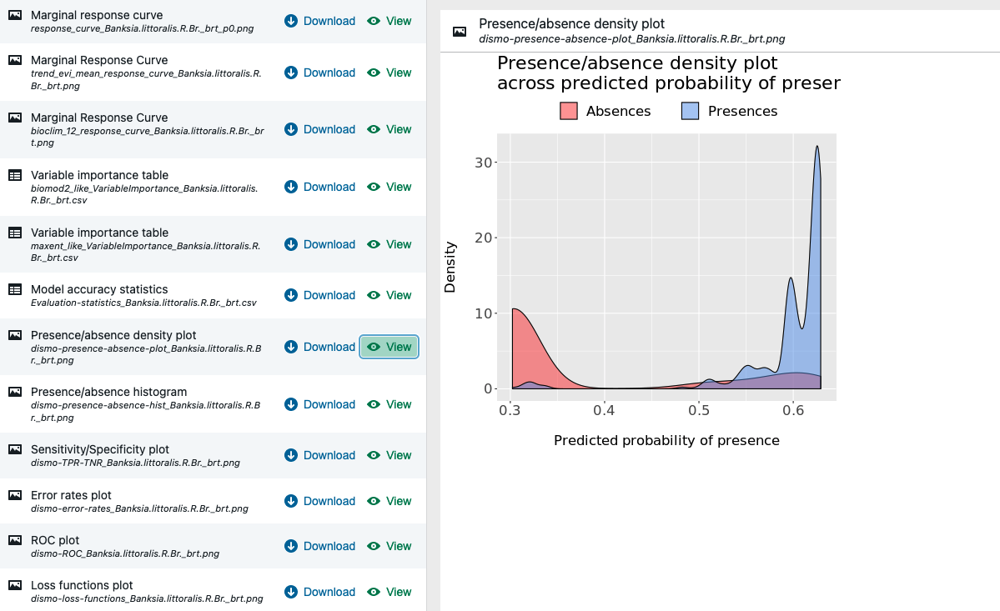 Marginal response curve
response_curve_Banksia.littoralis.R.Br._brt_p0.png
Download View
Marginal Response Curve
trend_evi_mean_response_curve_Banksia.littoralis.R.
Br._brt.png
Download View
Marginal Response Curve
bioclim_12_response_curve_Banksia.littoralis.R.Br._br
t.png
Download View
Variable importance table
biomod2_like_VariableImportance_Banksia.littoralis.
R.Br._brt.csv
Download View
Variable importance table
maxent_like_VariableImportance_Banksia.littoralis.R.
Br._brt.csv
Download View
Model accuracy statistics
Evaluation-statistics_Banksia.littoralis.R.Br._brt.csv
Download View
Presence/absence density plot
dismo-presence-absence-plot_Banksia.littoralis.R.B
r._brt.png
Download View
Presence/absence histogram
dismo-presence-absence-hist_Banksia.littoralis.R.B
r._brt.png
Download View
Sensitivity/Specificity plot
dismo-TPR-TNR_Banksia.littoralis.R.Br._brt.png
Download View
Error rates plot
dismo-error-rates_Banksia.littoralis.R.Br._brt.png
Download View
ROC plot
dismo-ROC_Banksia.littoralis.R.Br._brt.png
Download View
Loss functions plot
dismo-loss-functions_Banksia.littoralis.R.Br._brt.png
Download View
Presence/absence density plot
dismo-presence-absence-plot_Banksia.littoralis.R.Br._brt.png
Presence/absence density plot
across predicted probability of preser
Absences Presences
Density
30
20
10
0
0.3 0.4 0.5 0.6
Predicted probability of presence